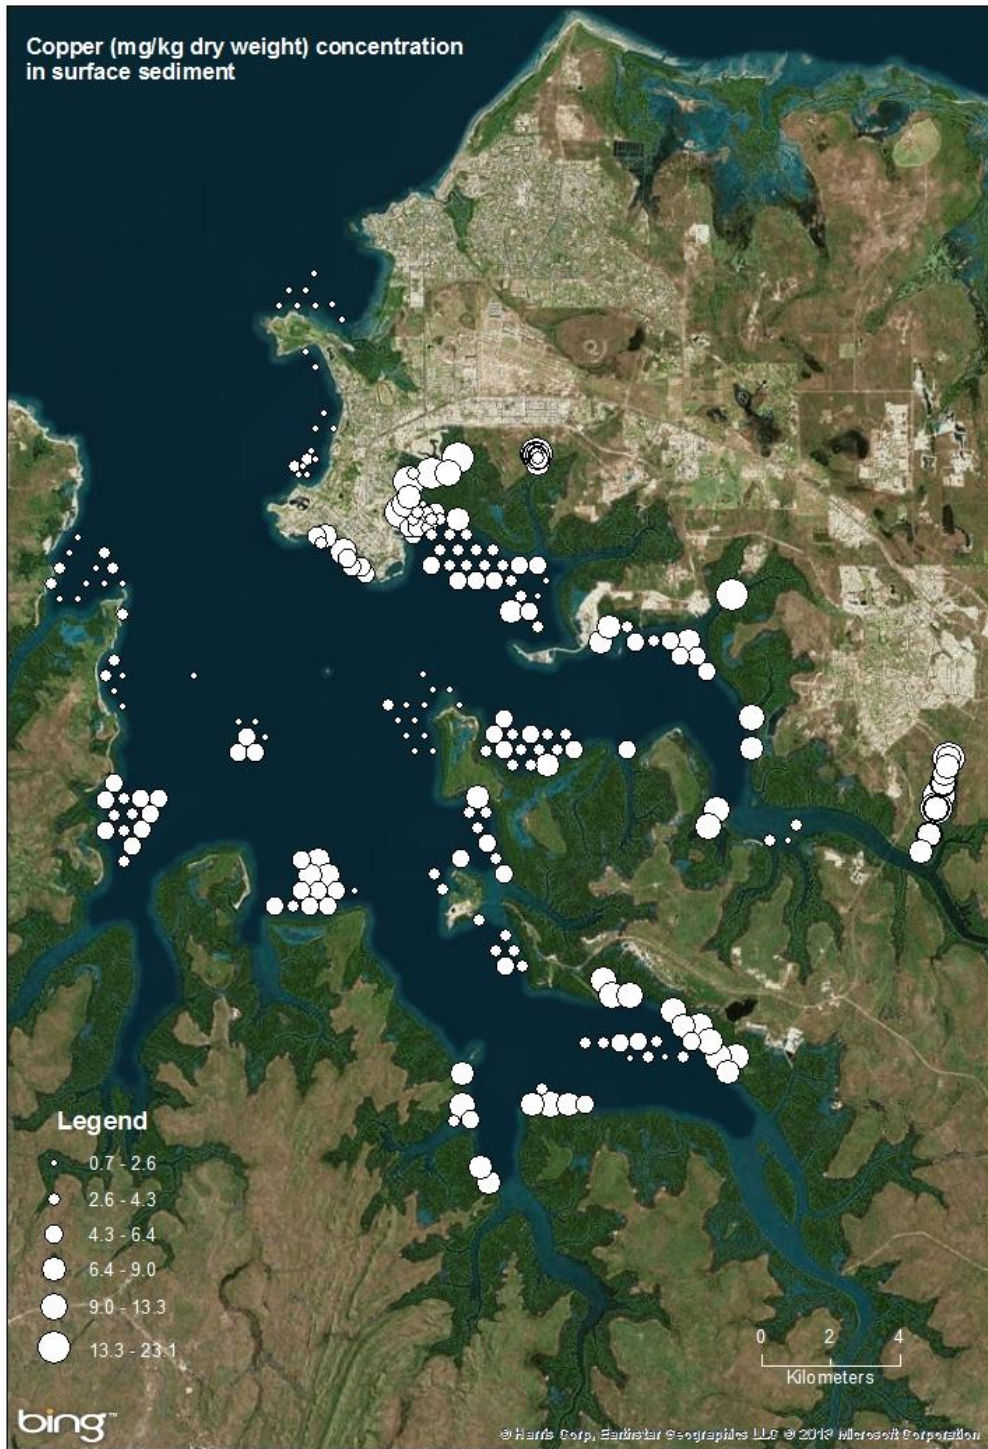 Copper (mg/kg dry weight) concentration
in surface sediment
Legend
0.7 - 2.6
2.6 - 4.3
4.3 - 6.4
6.4 - 9.0
9.0 - 13.3
13.3 - 23.1
0 2 4
Kilometers
bing™
© Harris Corp, Earthstar Geographics LLC © 2013 Microsoft Corporation